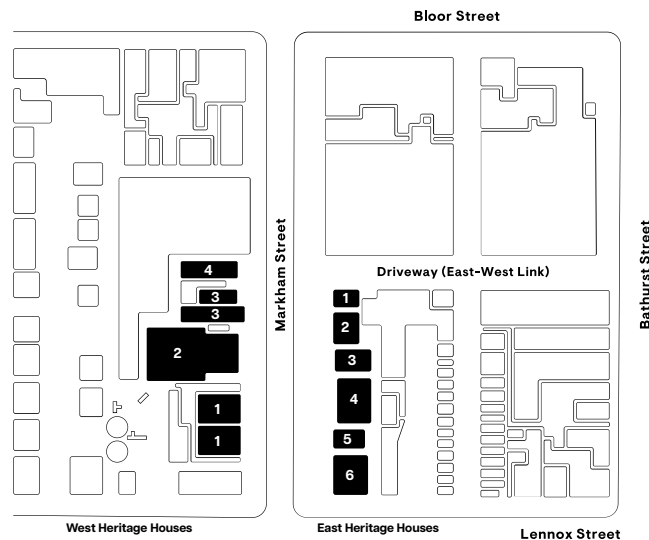 Bloor Street
Markham Street
Bathurst Street
Driveway (East-West Link)
4
3
3
2
1
1
1
2
3
4
5
6
West Heritage Houses
East Heritage Houses
Lennox Street